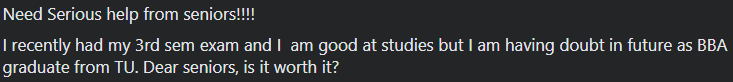 Need Serious help from seniors!!!!
I recently had my 3rd sem exam and I am good at studies but I am having doubt in future as BBA
graduate from TU. Dear seniors, is it worth it?